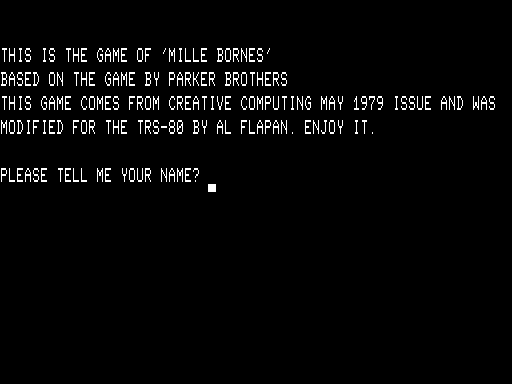 THIS IS THE GAME OF 'MILLE BORNES'
BASED ON THE GAME BY PARKER BROTHERS
THIS GAME COMES FROM CREATIVE COMPUTING MAY 1979 ISSUE AND WAS
MODIFIED FOR THE TRS-80 BY AL FLAPAN. ENJOY IT.
PLEASE TELL ME YOUR NAME?